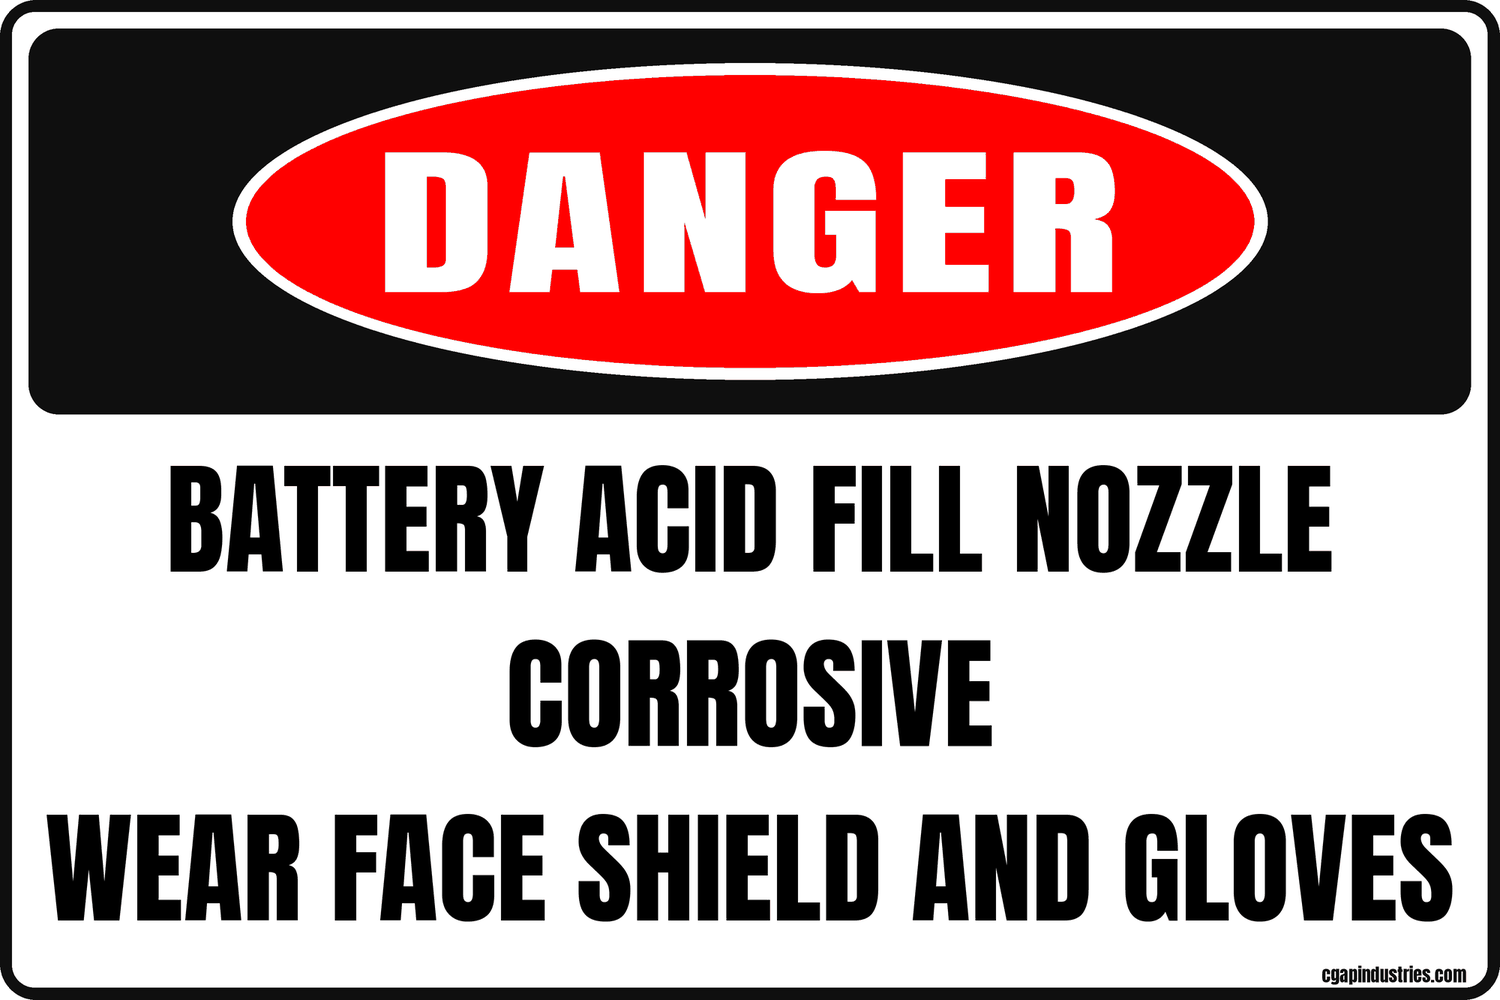 DANGER
BATTERY ACID FILL NOZZLE
CORROSIVE
WEAR FACE SHIELD AND GLOVES
cgapindustries.com